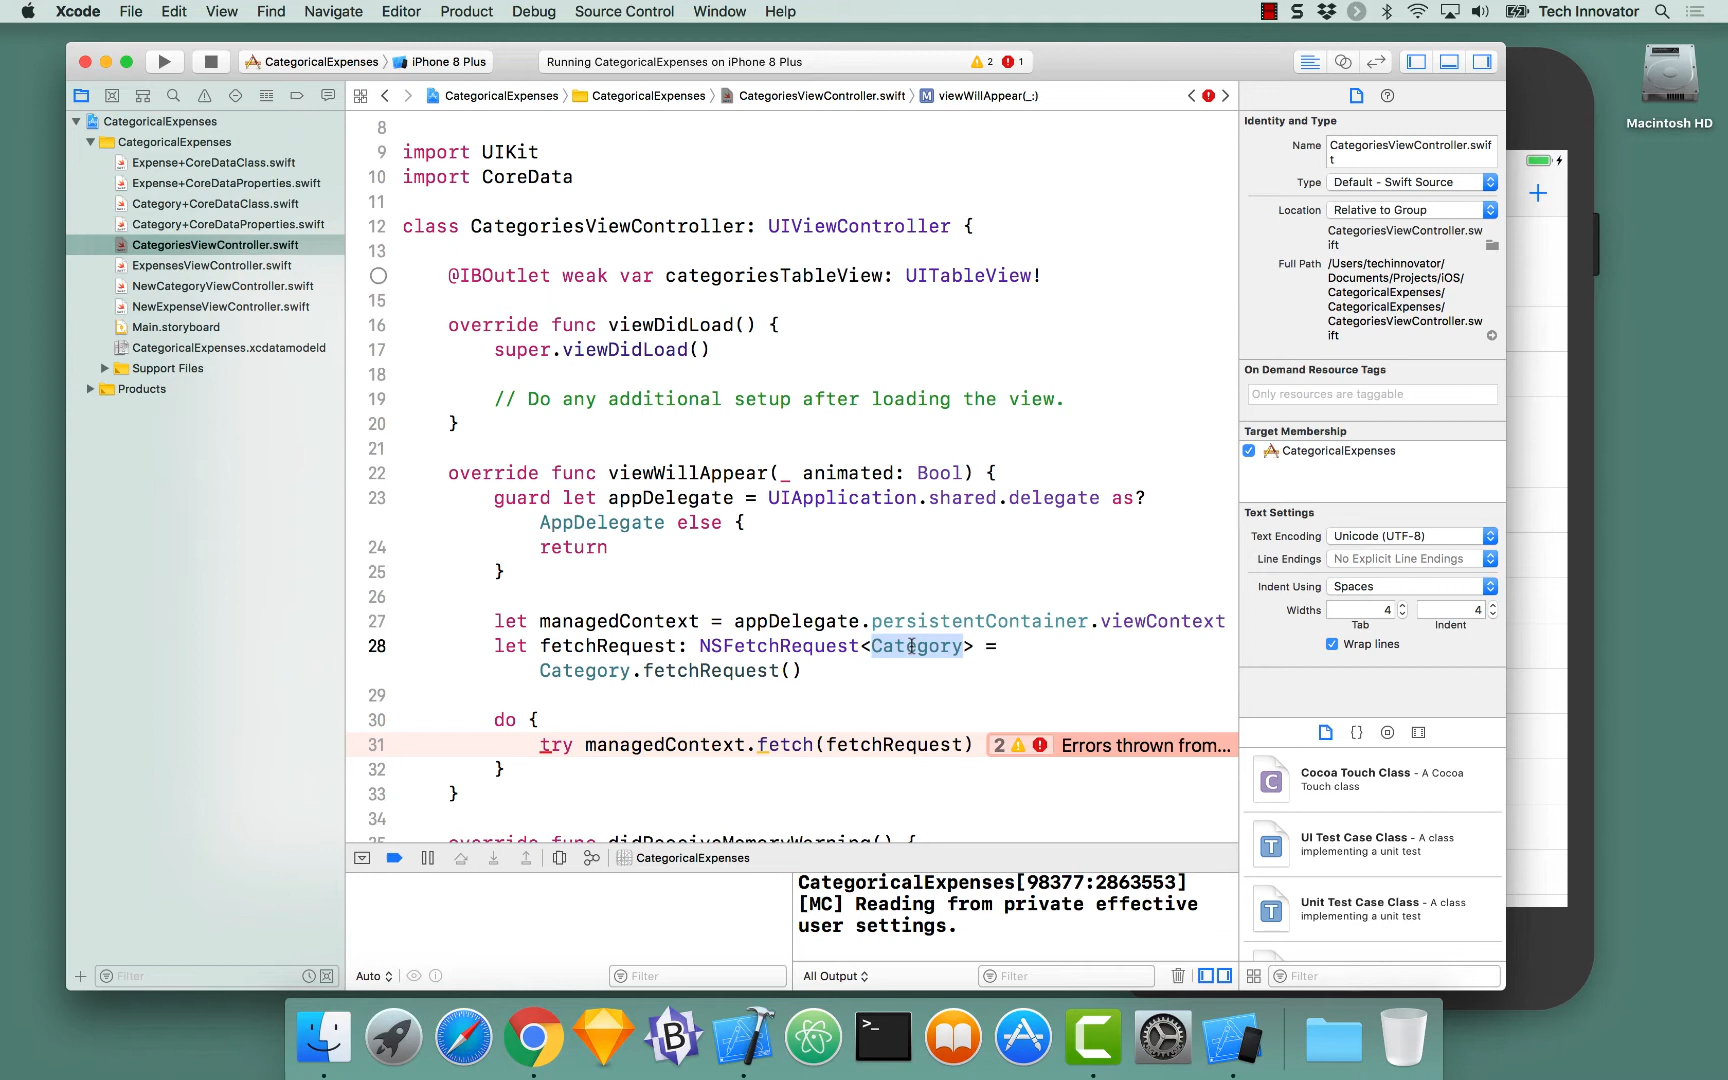 Xcode File Edit View Find Navigate Editor Product Debug Source Control Window Help Tech Innovator
Macintosh HD
CategoricalExpenses iPhone 8 Plus Running CategoricalExpenses on iPhone 8 Plus 2 1
CategoricalExpenses CategoricalExpenses CategoriesViewController.swift M viewWillAppear(_:)
CategoricalExpenses
CategoricalExpenses
Expense+CoreDataClass.swift
Expense+CoreDataProperties.swift
Category+CoreDataClass.swift
Category+CoreDataProperties.swift
CategoriesViewController.swift
ExpensesViewController.swift
NewCategoryViewController.swift
NewExpenseViewController.swift
Main.storyboard
CategoricalExpenses.xcdatamodeld
Support Files
Products
Filter
8
9 import UIKit
10 import CoreData
11
12 class CategoriesViewController: UIViewController {
13
@IBOutlet weak var categoriesTableView: UITableView!
15
16 override func viewDidLoad() {
17 super.viewDidLoad()
18
19 // Do any additional setup after loading the view.
20 }
21
22 override func viewWillAppear(_ animated: Bool) {
23 guard let appDelegate = UIApplication.shared.delegate as?
AppDelegate else {
24 return
25 }
26
27 let managedContext = appDelegate.persistentContainer.viewContext
28 let fetchRequest: NSFetchRequest<Category> =
Category.fetchRequest()
29
30 do {
31 try managedContext.fetch(fetchRequest) 2 Errors thrown from...
32 }
33 }
34
35 override func didReceiveMemoryWarning() {
CategoricalExpenses
CategoricalExpenses[98377:2863553]
[MC] Reading from private effective
user settings.
Auto Filter All Output Filter
Identity and Type
Name CategoriesViewController.swif
t
Type Default - Swift Source
Location Relative to Group
CategoriesViewController.sw
ift
Full Path /Users/techinnovator/
Documents/Projects/iOS/
CategoricalExpenses/
CategoricalExpenses/
CategoriesViewController.sw
ift
On Demand Resource Tags
Only resources are taggable
Target Membership
CategoricalExpenses
Text Settings
Text Encoding Unicode (UTF-8)
Line Endings No Explicit Line Endings
Indent Using Spaces
Widths 4 4
Tab Indent
Wrap lines
{}
C Cocoa Touch Class - A Cocoa
Touch class
T UI Test Case Class - A class
implementing a unit test
T Unit Test Case Class - A class
implementing a unit test
Filter